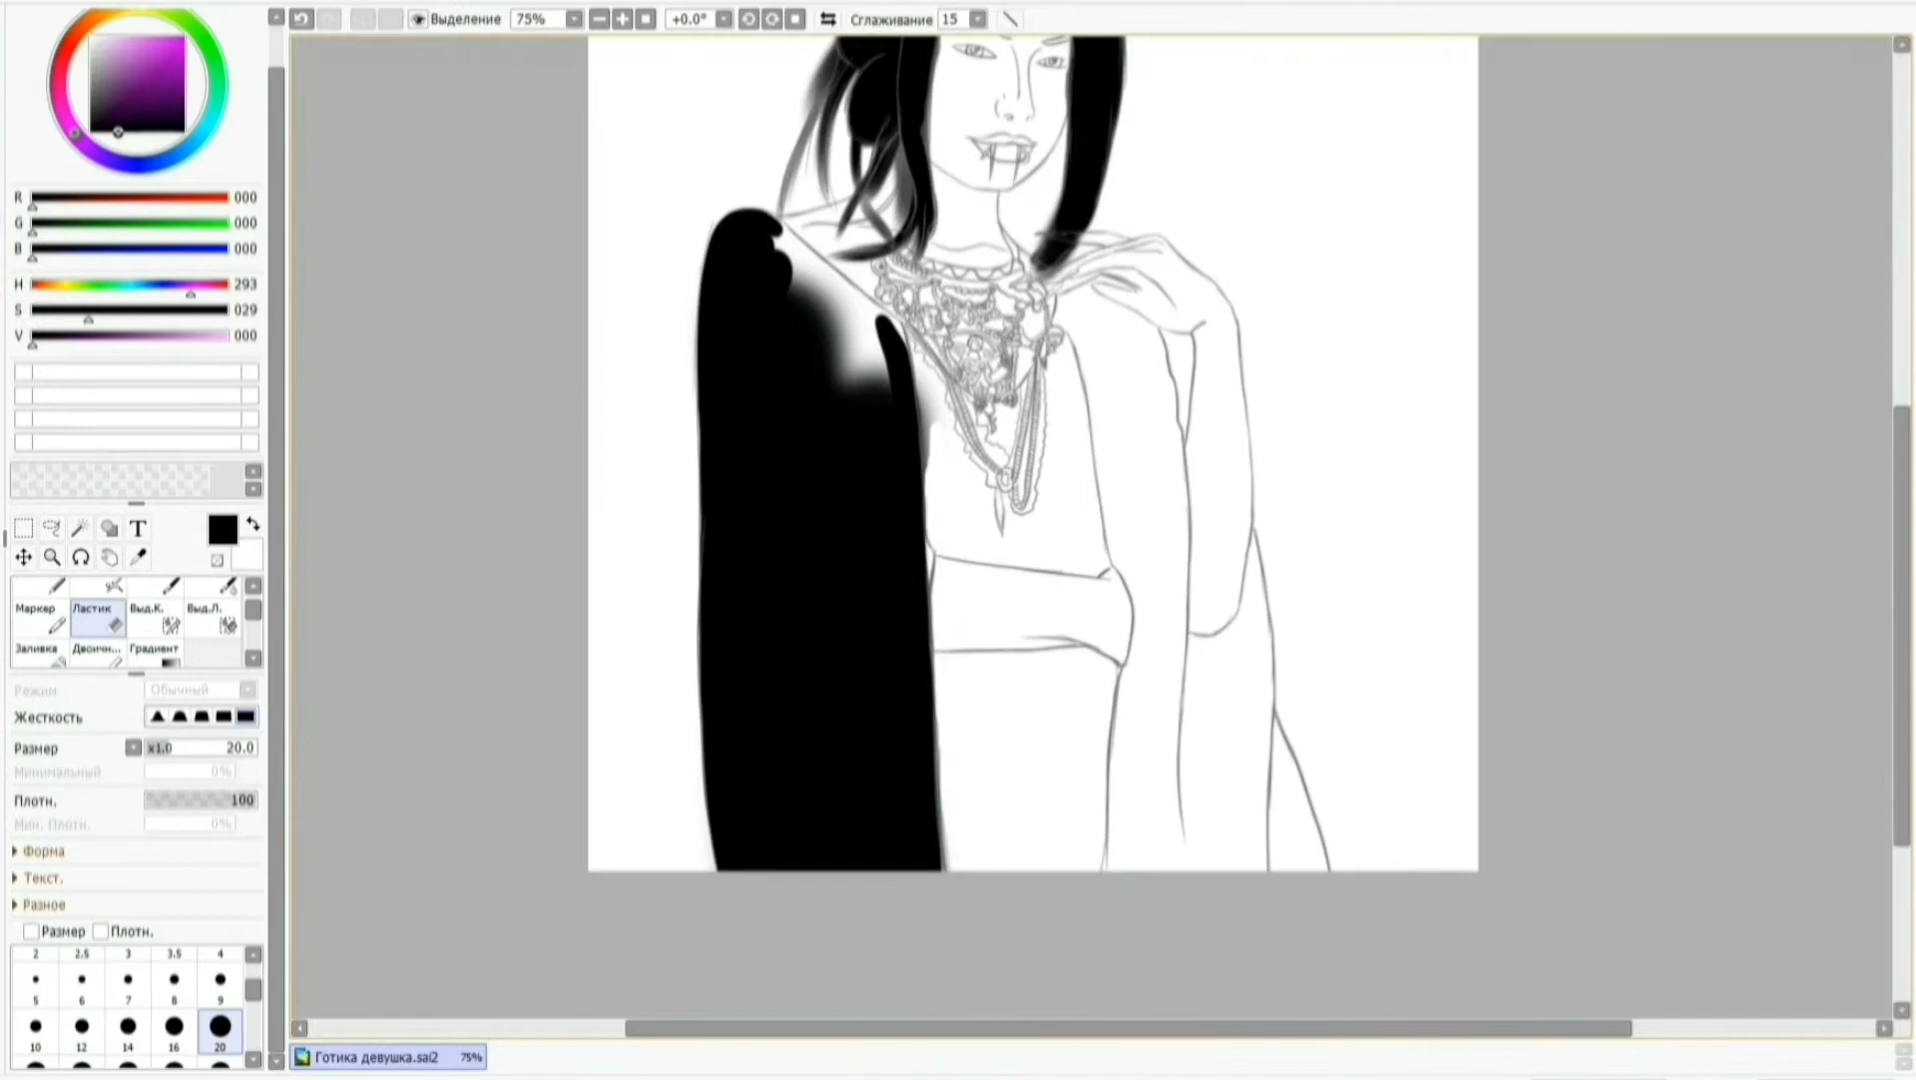 Выделение 75% +0.0° Сглаживание 15
R 000
G 000
B 000
H 293
S 029
V 000
T
Маркер Ластик Выд.К. Выд.Л.
Заливка Двоичн... Градиент
Режим Обычный
Жесткость
Размер x1.0 20.0
Минимальный 0%
Плотн. 100
Мин. Плотн. 0%
Форма
Текст.
Разное
Размер Плотн.
2 2.5 3 3.5 4
5 6 7 8 9
10 12 14 16 20
Готика девушка.sai2 75%